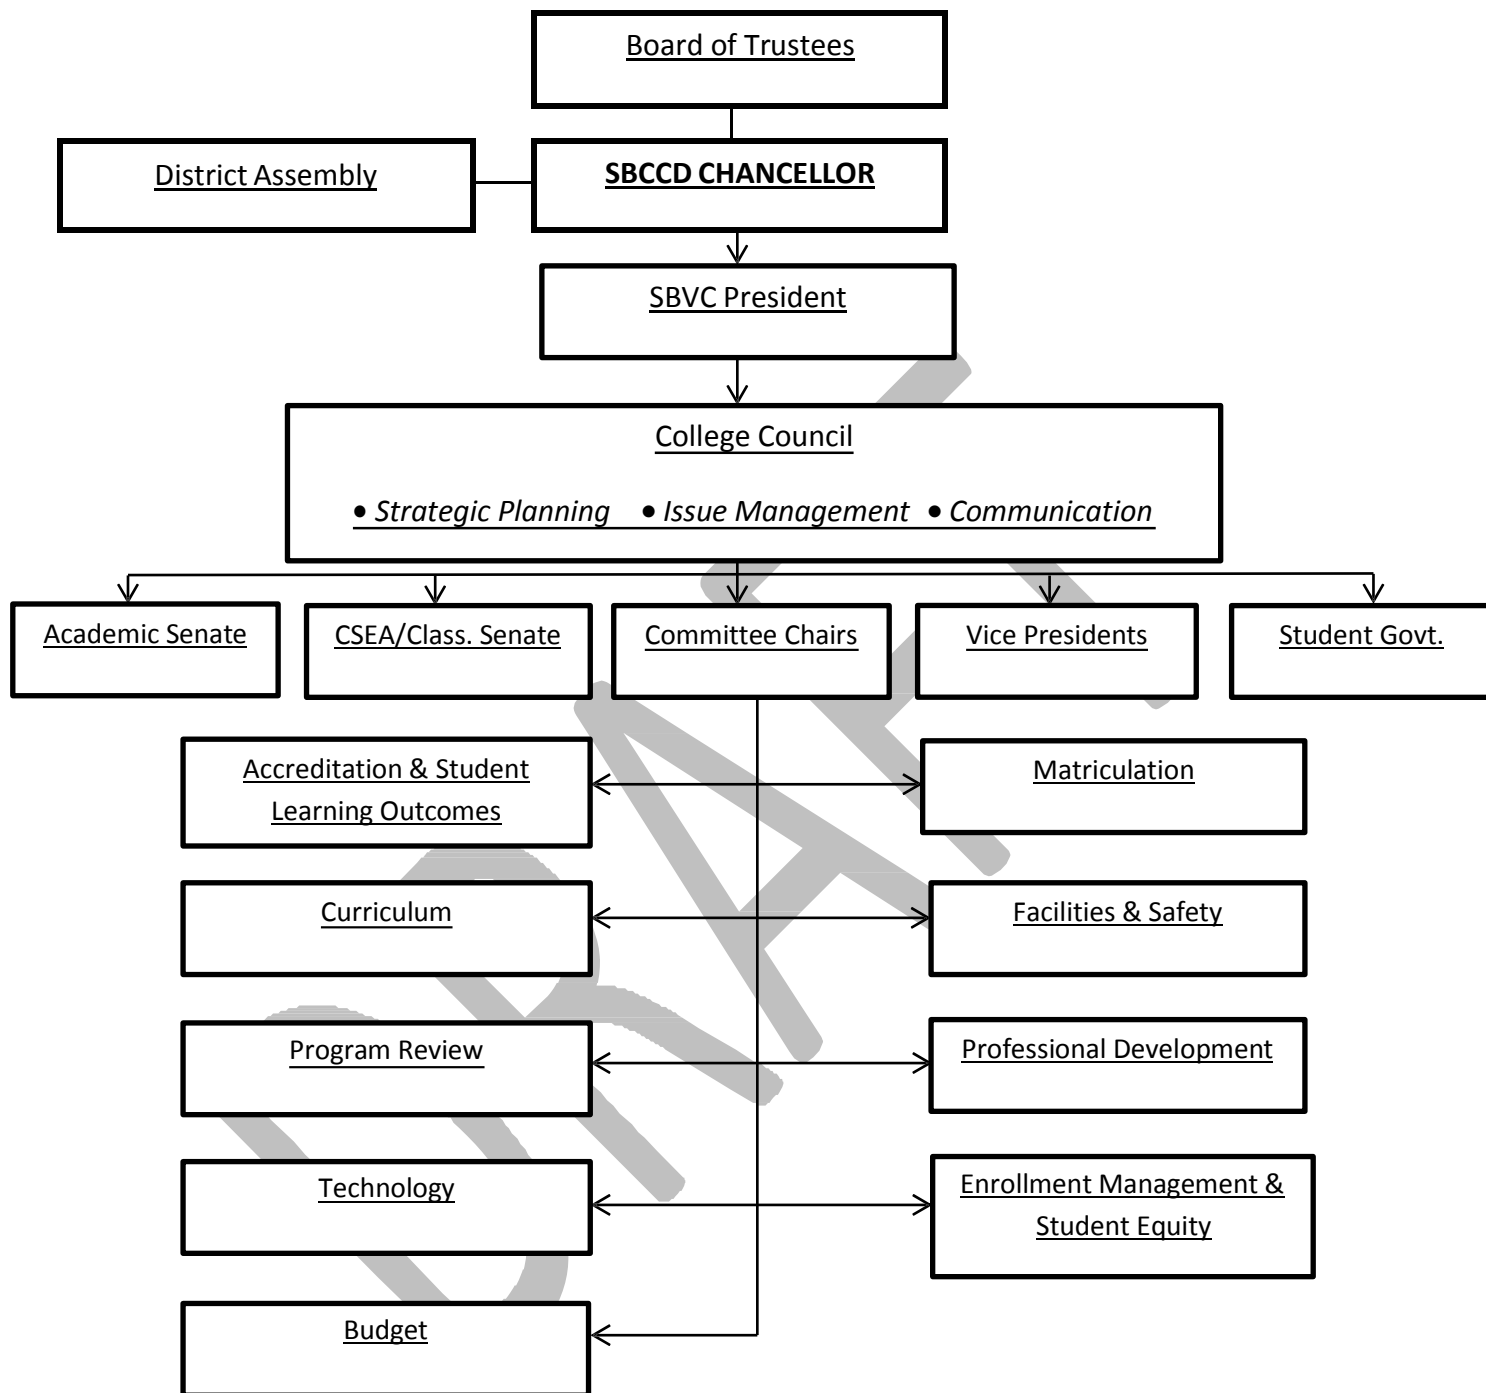 Board of Trustees
District Assembly
SBCCD CHANCELLOR
SBVC President
College Council
• Strategic Planning • Issue Management • Communication
Academic Senate
CSEA/Class. Senate
Committee Chairs
Vice Presidents
Student Govt.
Accreditation & Student
Learning Outcomes
Matriculation
Curriculum
Facilities & Safety
Program Review
Professional Development
Technology
Enrollment Management &
Student Equity
Budget
DRAFT